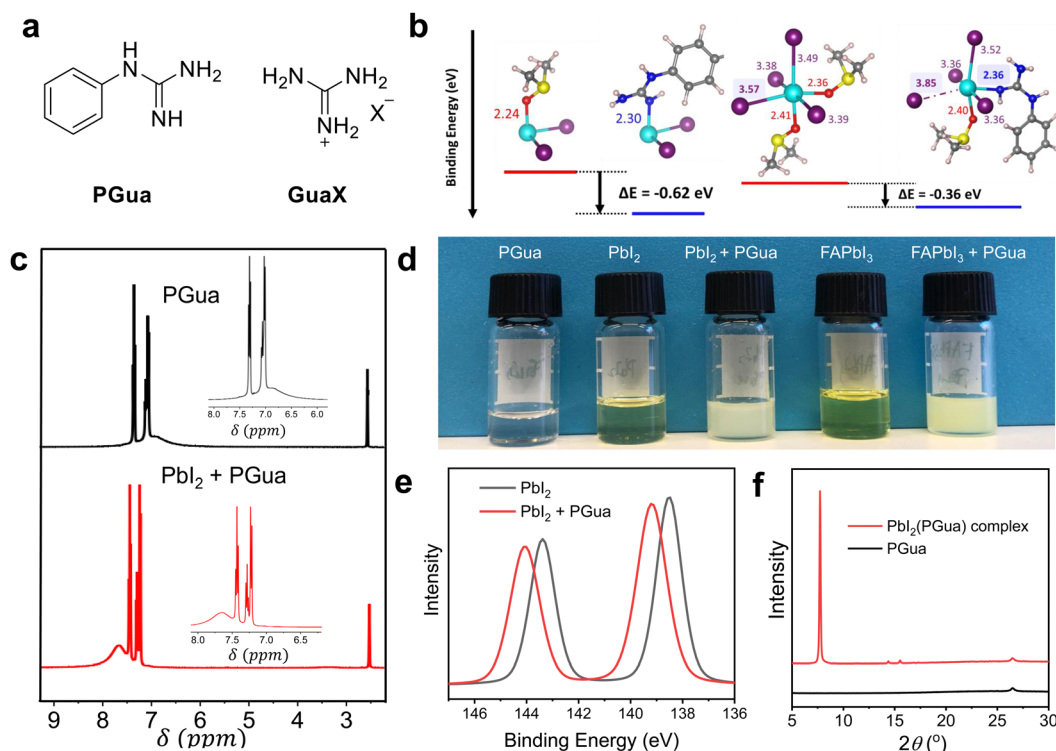 a
H
N
NH₂
NH
PGua
H₂N
NH₂
NH₂
+
X⁻
GuaX
b
Binding Energy (eV)
2.24
2.30
3.49
3.38
2.36
3.57
2.41
3.39
3.52
3.36
3.85
2.36
2.40
3.36
ΔE = -0.62 eV
ΔE = -0.36 eV
c
PGua
8.0 7.5 7.0 6.5 6.0
δ (ppm)
PbI₂ + PGua
8.0 7.5 7.0 6.5
δ (ppm)
9 8 7 6 5 4 3
δ (ppm)
d
PGua PbI₂ PbI₂ + PGua FAPbI₃ FAPbI₃ + PGua
e
PbI₂
PbI₂ + PGua
Intensity
146 144 142 140 138 136
Binding Energy (eV)
f
PbI₂(PGua) complex
PGua
Intensity
5 10 15 20 25 30
2θ (°)